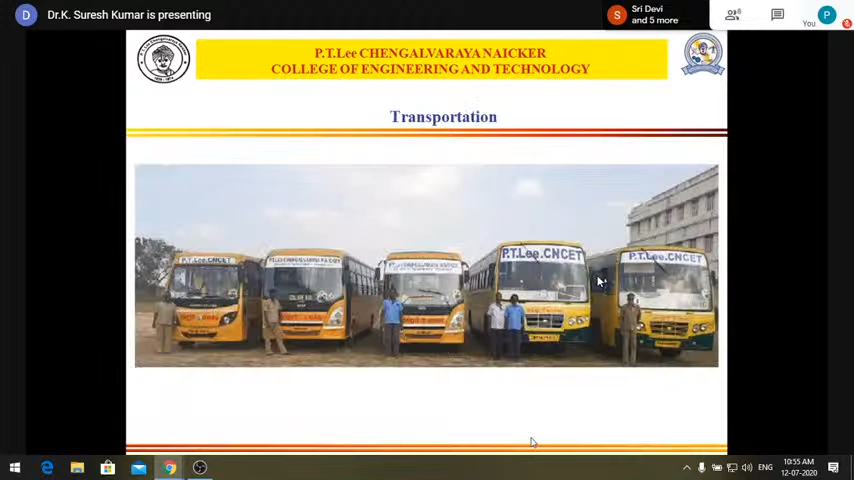 D Dr.K. Suresh Kumar is presenting
S Sri Devi
and 5 more
6
You
P
P.T.Lee CHENGALVARAYA NAICKER
COLLEGE OF ENGINEERING AND TECHNOLOGY
Transportation
P.T.Lee.CNCET
P.T.Lee.CNCET
P.T.Lee.CNCET
ENG
10:55 AM
12-07-2020